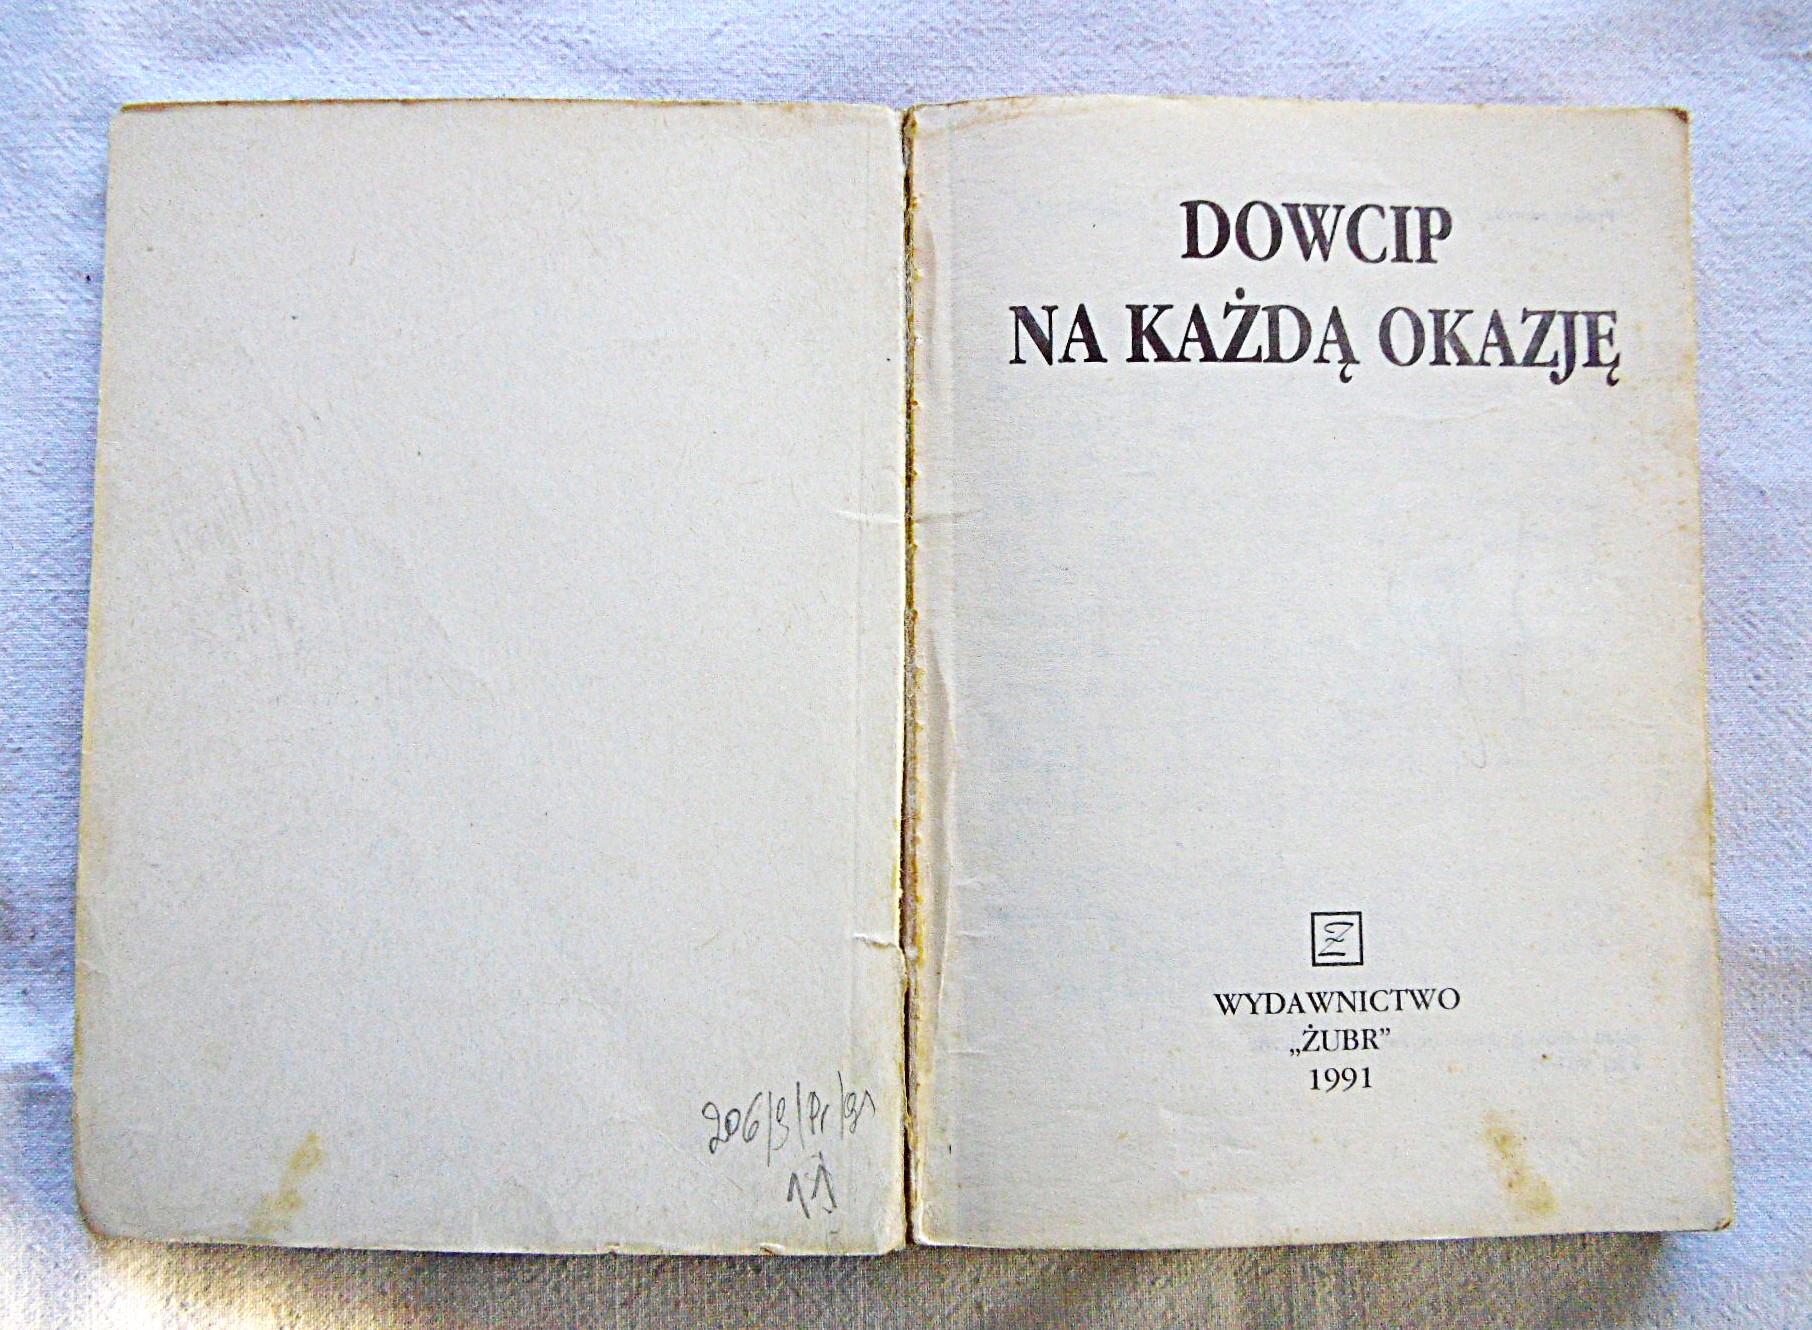 DOWCIP
NA KAŻDĄ OKAZJĘ
Z
WYDAWNICTWO
„ŻUBR”
1991